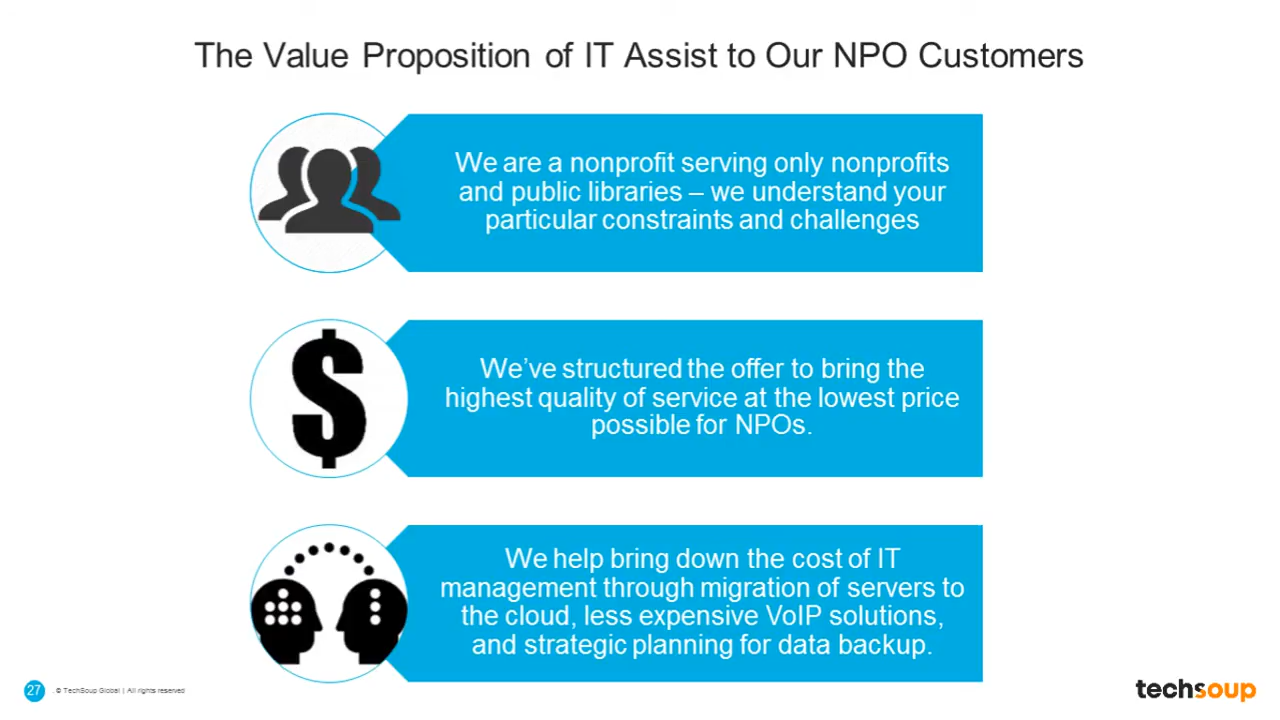 The Value Proposition of IT Assist to Our NPO Customers
We are a nonprofit serving only nonprofits
and public libraries – we understand your
particular constraints and challenges
We’ve structured the offer to bring the
highest quality of service at the lowest price
possible for NPOs.
We help bring down the cost of IT
management through migration of servers to
the cloud, less expensive VoIP solutions,
and strategic planning for data backup.
27 . © TechSoup Global | All rights reserved
techsoup